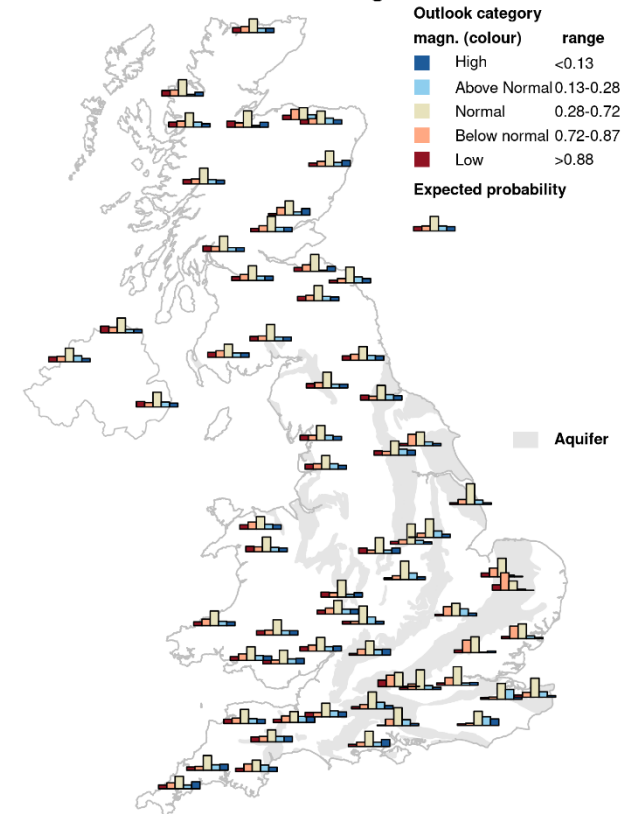 Outlook category
magn. (colour) range
High <0.13
Above Normal 0.13-0.28
Normal 0.28-0.72
Below normal 0.72-0.87
Low >0.88
Expected probability
Aquifer